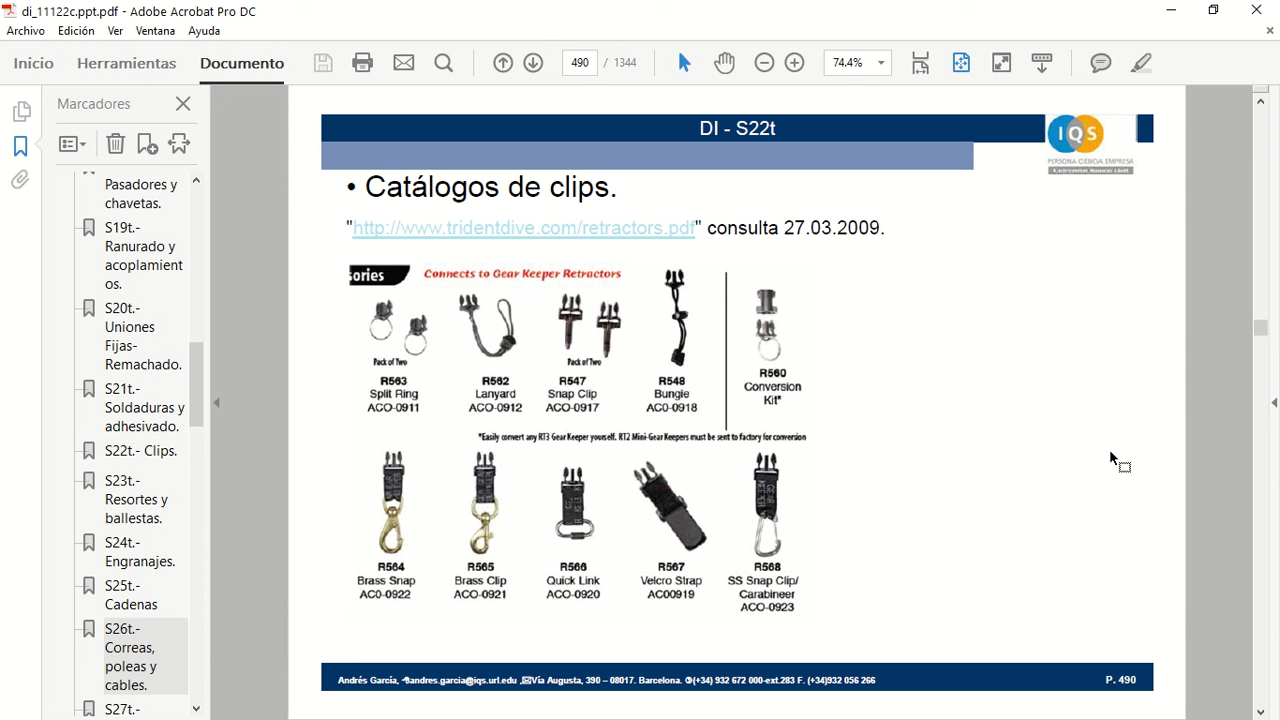 di_11122c.ppt.pdf - Adobe Acrobat Pro DC
Archivo Edición Ver Ventana Ayuda
Inicio Herramientas Documento 490 / 1344 74.4%
Marcadores
Pasadores y
chavetas.
S19t.-
Ranurado y
acoplamient
os.
S20t.-
Uniones
Fijas-
Remachado.
S21t.-
Soldaduras y
adhesivado.
S22t.- Clips.
S23t.-
Resortes y
ballestas.
S24t.-
Engranajes.
S25t.-
Cadenas
S26t.-
Correas,
poleas y
cables.
S27t.-
DI - S22t
IQS
PERSONA CIENCIA EMPRESA
• Catálogos de clips.
"http://www.tridentdive.com/retractors.pdf" consulta 27.03.2009.
sories Connects to Gear Keeper Retractors
Pack of Two
R563
Split Ring
ACO-0911
R562
Lanyard
ACO-0912
Pack of Two
R547
Snap Clip
ACO-0917
R548
Bungie
AC0-0918
R560
Conversion
Kit*
*Easily convert any RT3 Gear Keeper yourself. RT2 Mini-Gear Keepers must be sent to factory for conversion
R564
Brass Snap
AC0-0922
R565
Brass Clip
ACO-0921
R566
Quick Link
ACO-0920
R567
Velcro Strap
AC00919
R568
SS Snap Clip/
Carabineer
ACO-0923
Andrés García, andres.garcia@iqs.url.edu ,Vía Augusta, 390 – 08017. Barcelona. (+34) 932 672 000-ext.283 F. (+34)932 056 266
P. 490